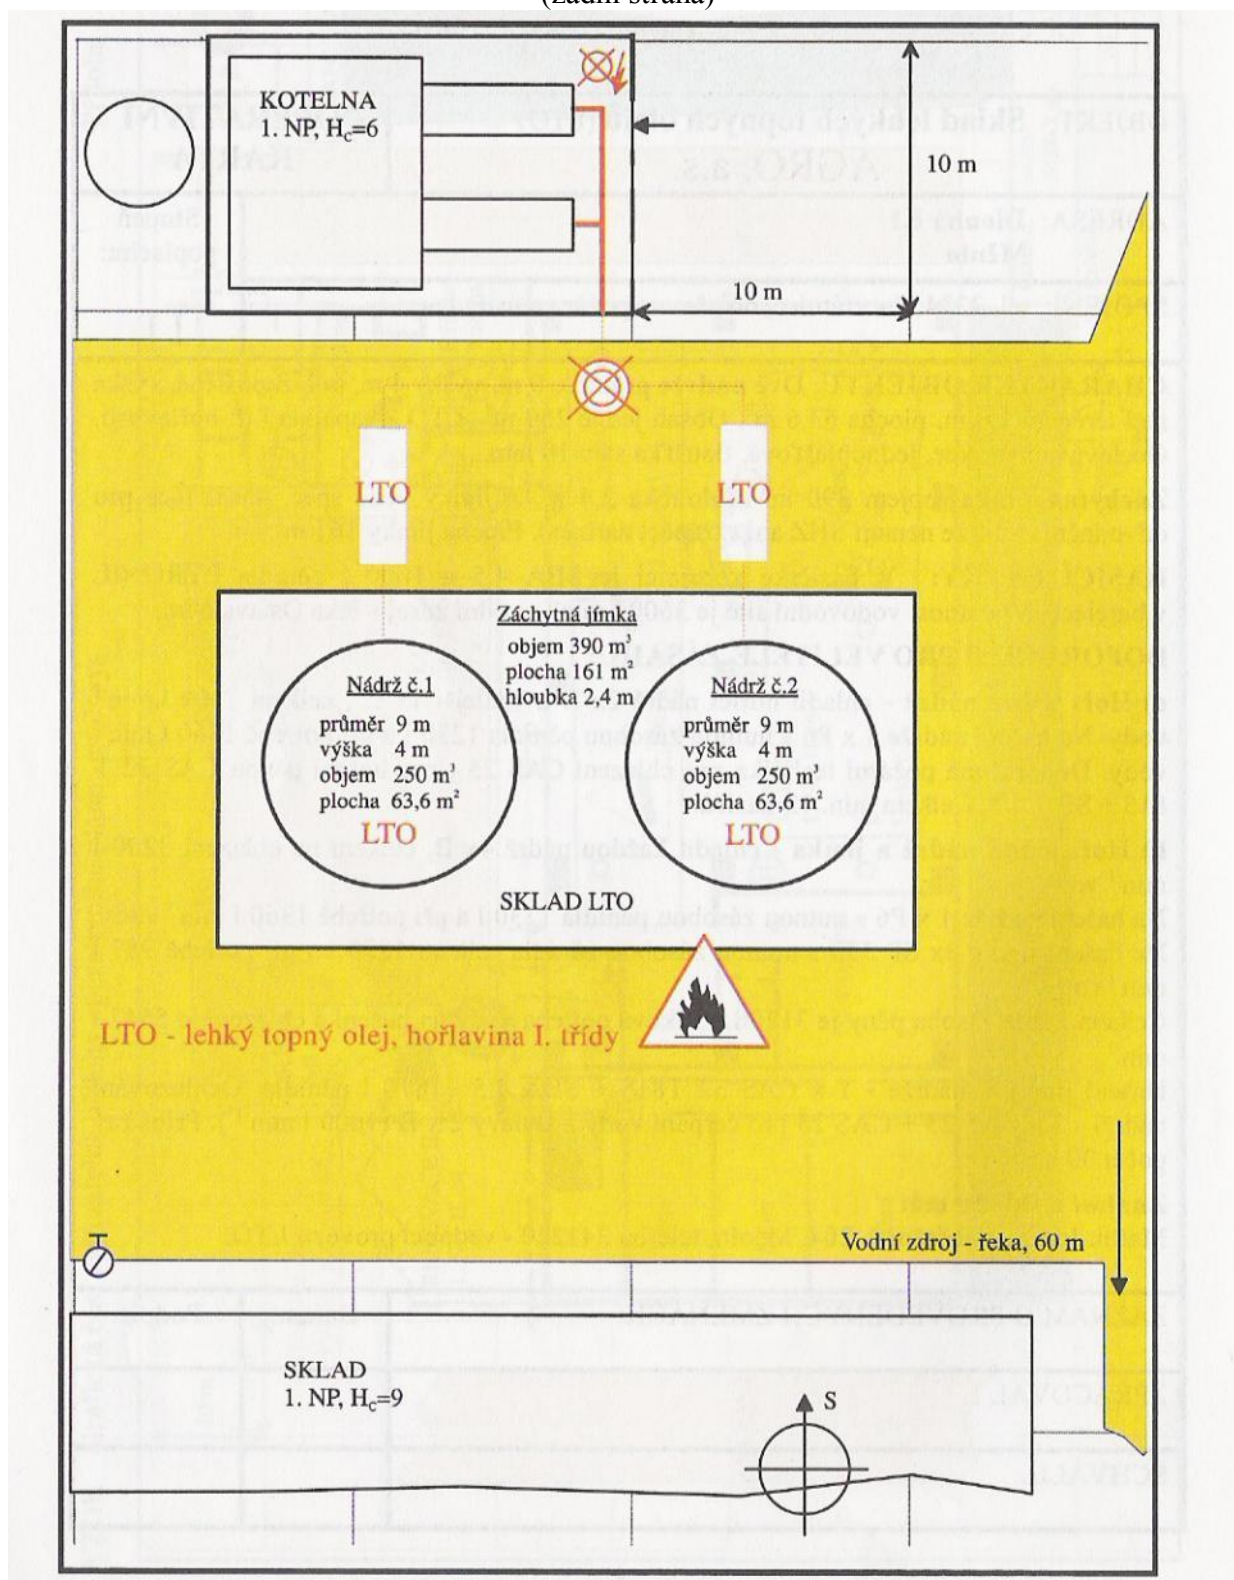 (zadní strana)
KOTELNA
1. NP, Hc=6
10 m
10 m
LTO
LTO
Záchytná jímka
objem 390 m³
plocha 161 m²
hloubka 2,4 m
Nádrž č.1
průměr 9 m
výška 4 m
objem 250 m³
plocha 63,6 m²
LTO
Nádrž č.2
průměr 9 m
výška 4 m
objem 250 m³
plocha 63,6 m²
LTO
SKLAD LTO
LTO - lehký topný olej, hořlavina I. třídy
Vodní zdroj - řeka, 60 m
SKLAD
1. NP, Hc=9
S